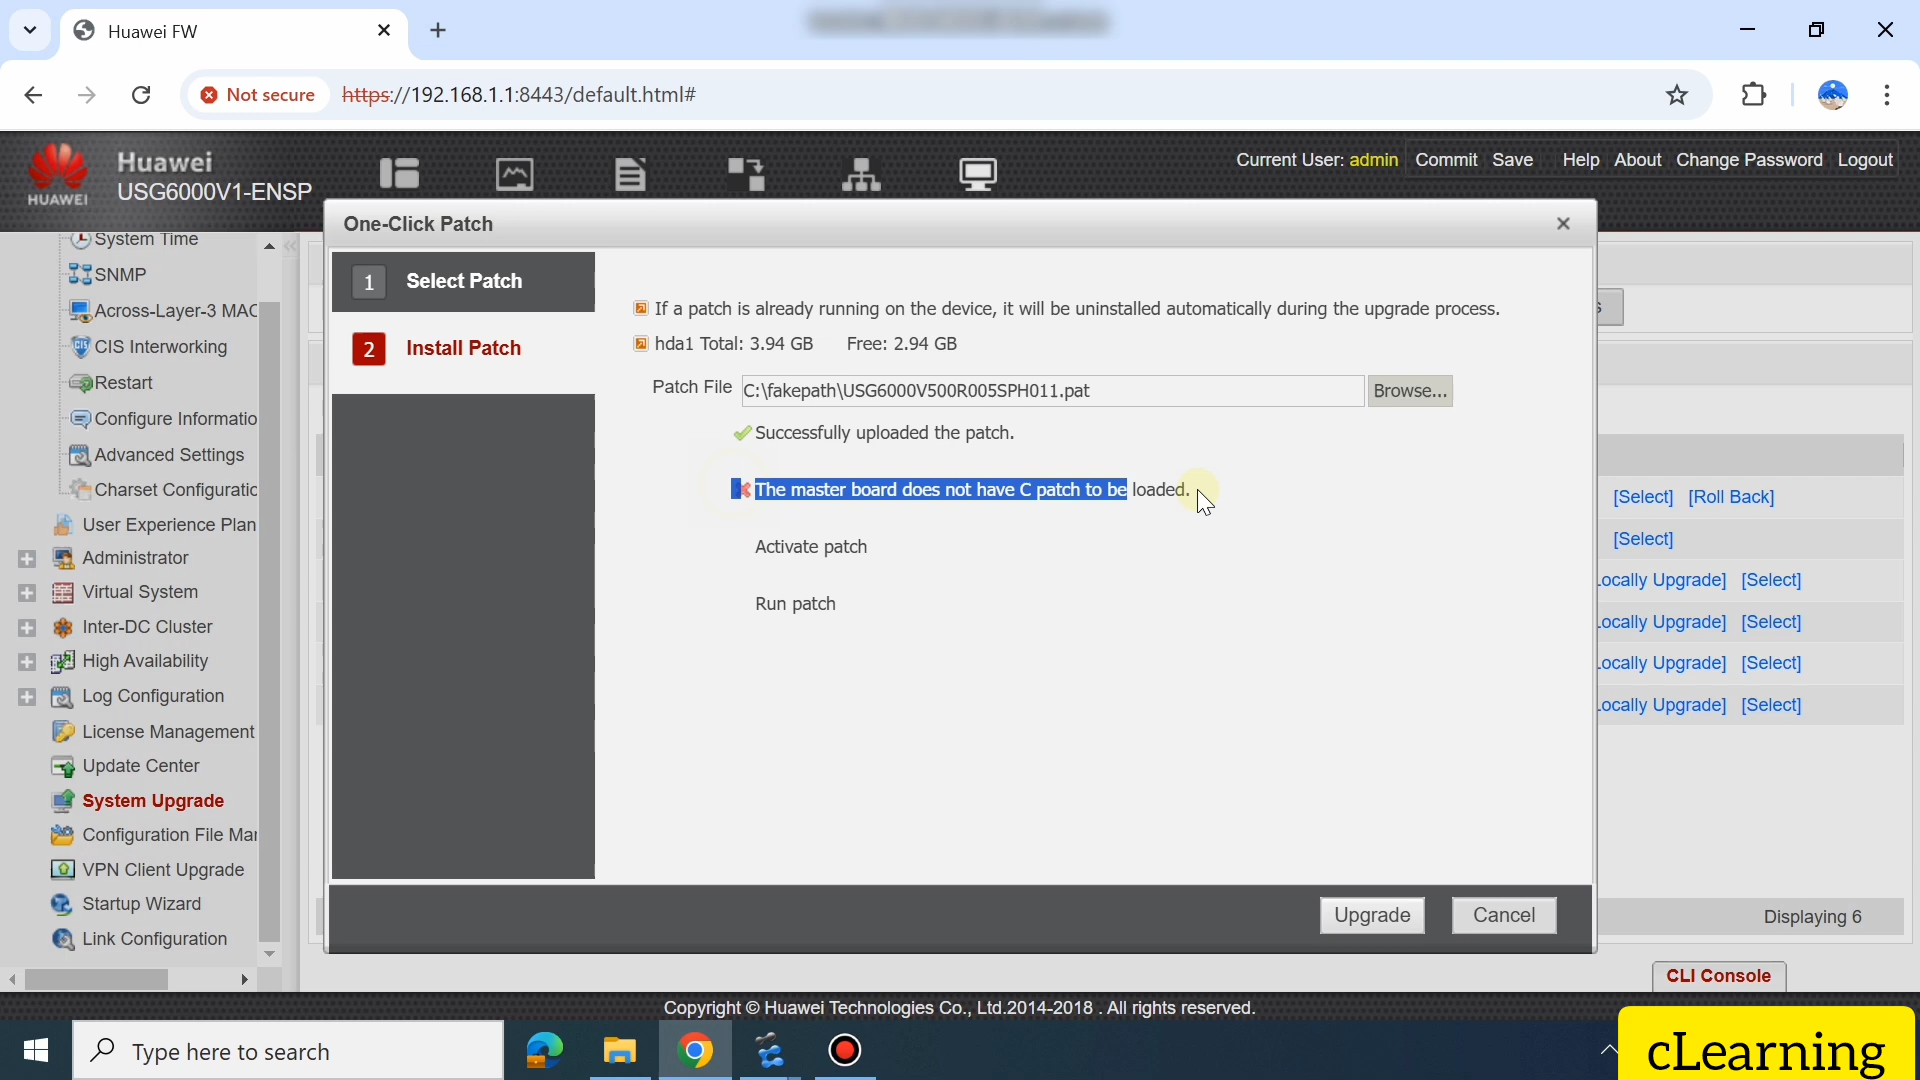 Huawei FW
Not secure
https://192.168.1.1:8443/default.html#
HUAWEI
Huawei
USG6000V1-ENSP
Current User: admin Commit Save Help About Change Password Logout
One-Click Patch
1 Select Patch
2 Install Patch
If a patch is already running on the device, it will be uninstalled automatically during the upgrade process.
hda1 Total: 3.94 GB Free: 2.94 GB
Patch File C:\fakepath\USG6000V500R005SPH011.pat Browse...
Successfully uploaded the patch.
The master board does not have C patch to be loaded.
Activate patch
Run patch
Upgrade Cancel
System Time
SNMP
Across-Layer-3 MAC
CIS Interworking
Restart
Configure Informatio
Advanced Settings
Charset Configuratic
User Experience Plan
Administrator
Virtual System
Inter-DC Cluster
High Availability
Log Configuration
License Management
Update Center
System Upgrade
Configuration File Mar
VPN Client Upgrade
Startup Wizard
Link Configuration
[Select] [Roll Back]
[Select]
Locally Upgrade] [Select]
Locally Upgrade] [Select]
Locally Upgrade] [Select]
Locally Upgrade] [Select]
Displaying 6
CLI Console
Copyright © Huawei Technologies Co., Ltd.2014-2018 . All rights reserved.
Type here to search
cLearning